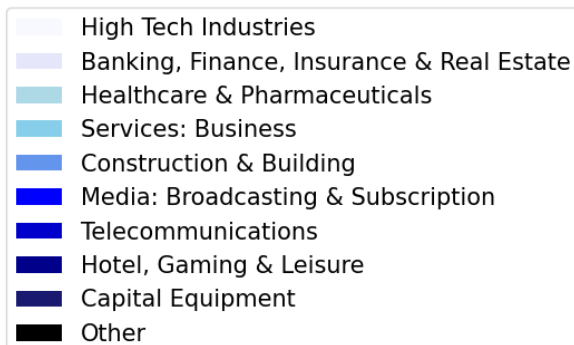 High Tech Industries
Banking, Finance, Insurance & Real Estate
Healthcare & Pharmaceuticals
Services: Business
Construction & Building
Media: Broadcasting & Subscription
Telecommunications
Hotel, Gaming & Leisure
Capital Equipment
Other